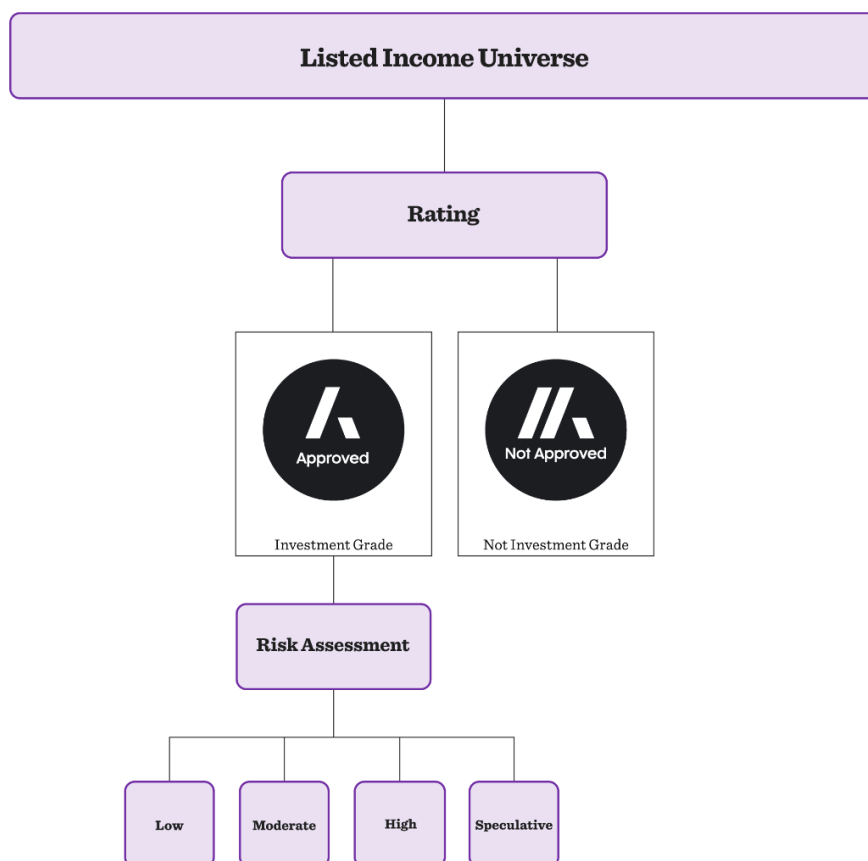 Listed Income Universe
Rating
Approved
Not Approved
Investment Grade
Not Investment Grade
Risk Assessment
Low
Moderate
High
Speculative